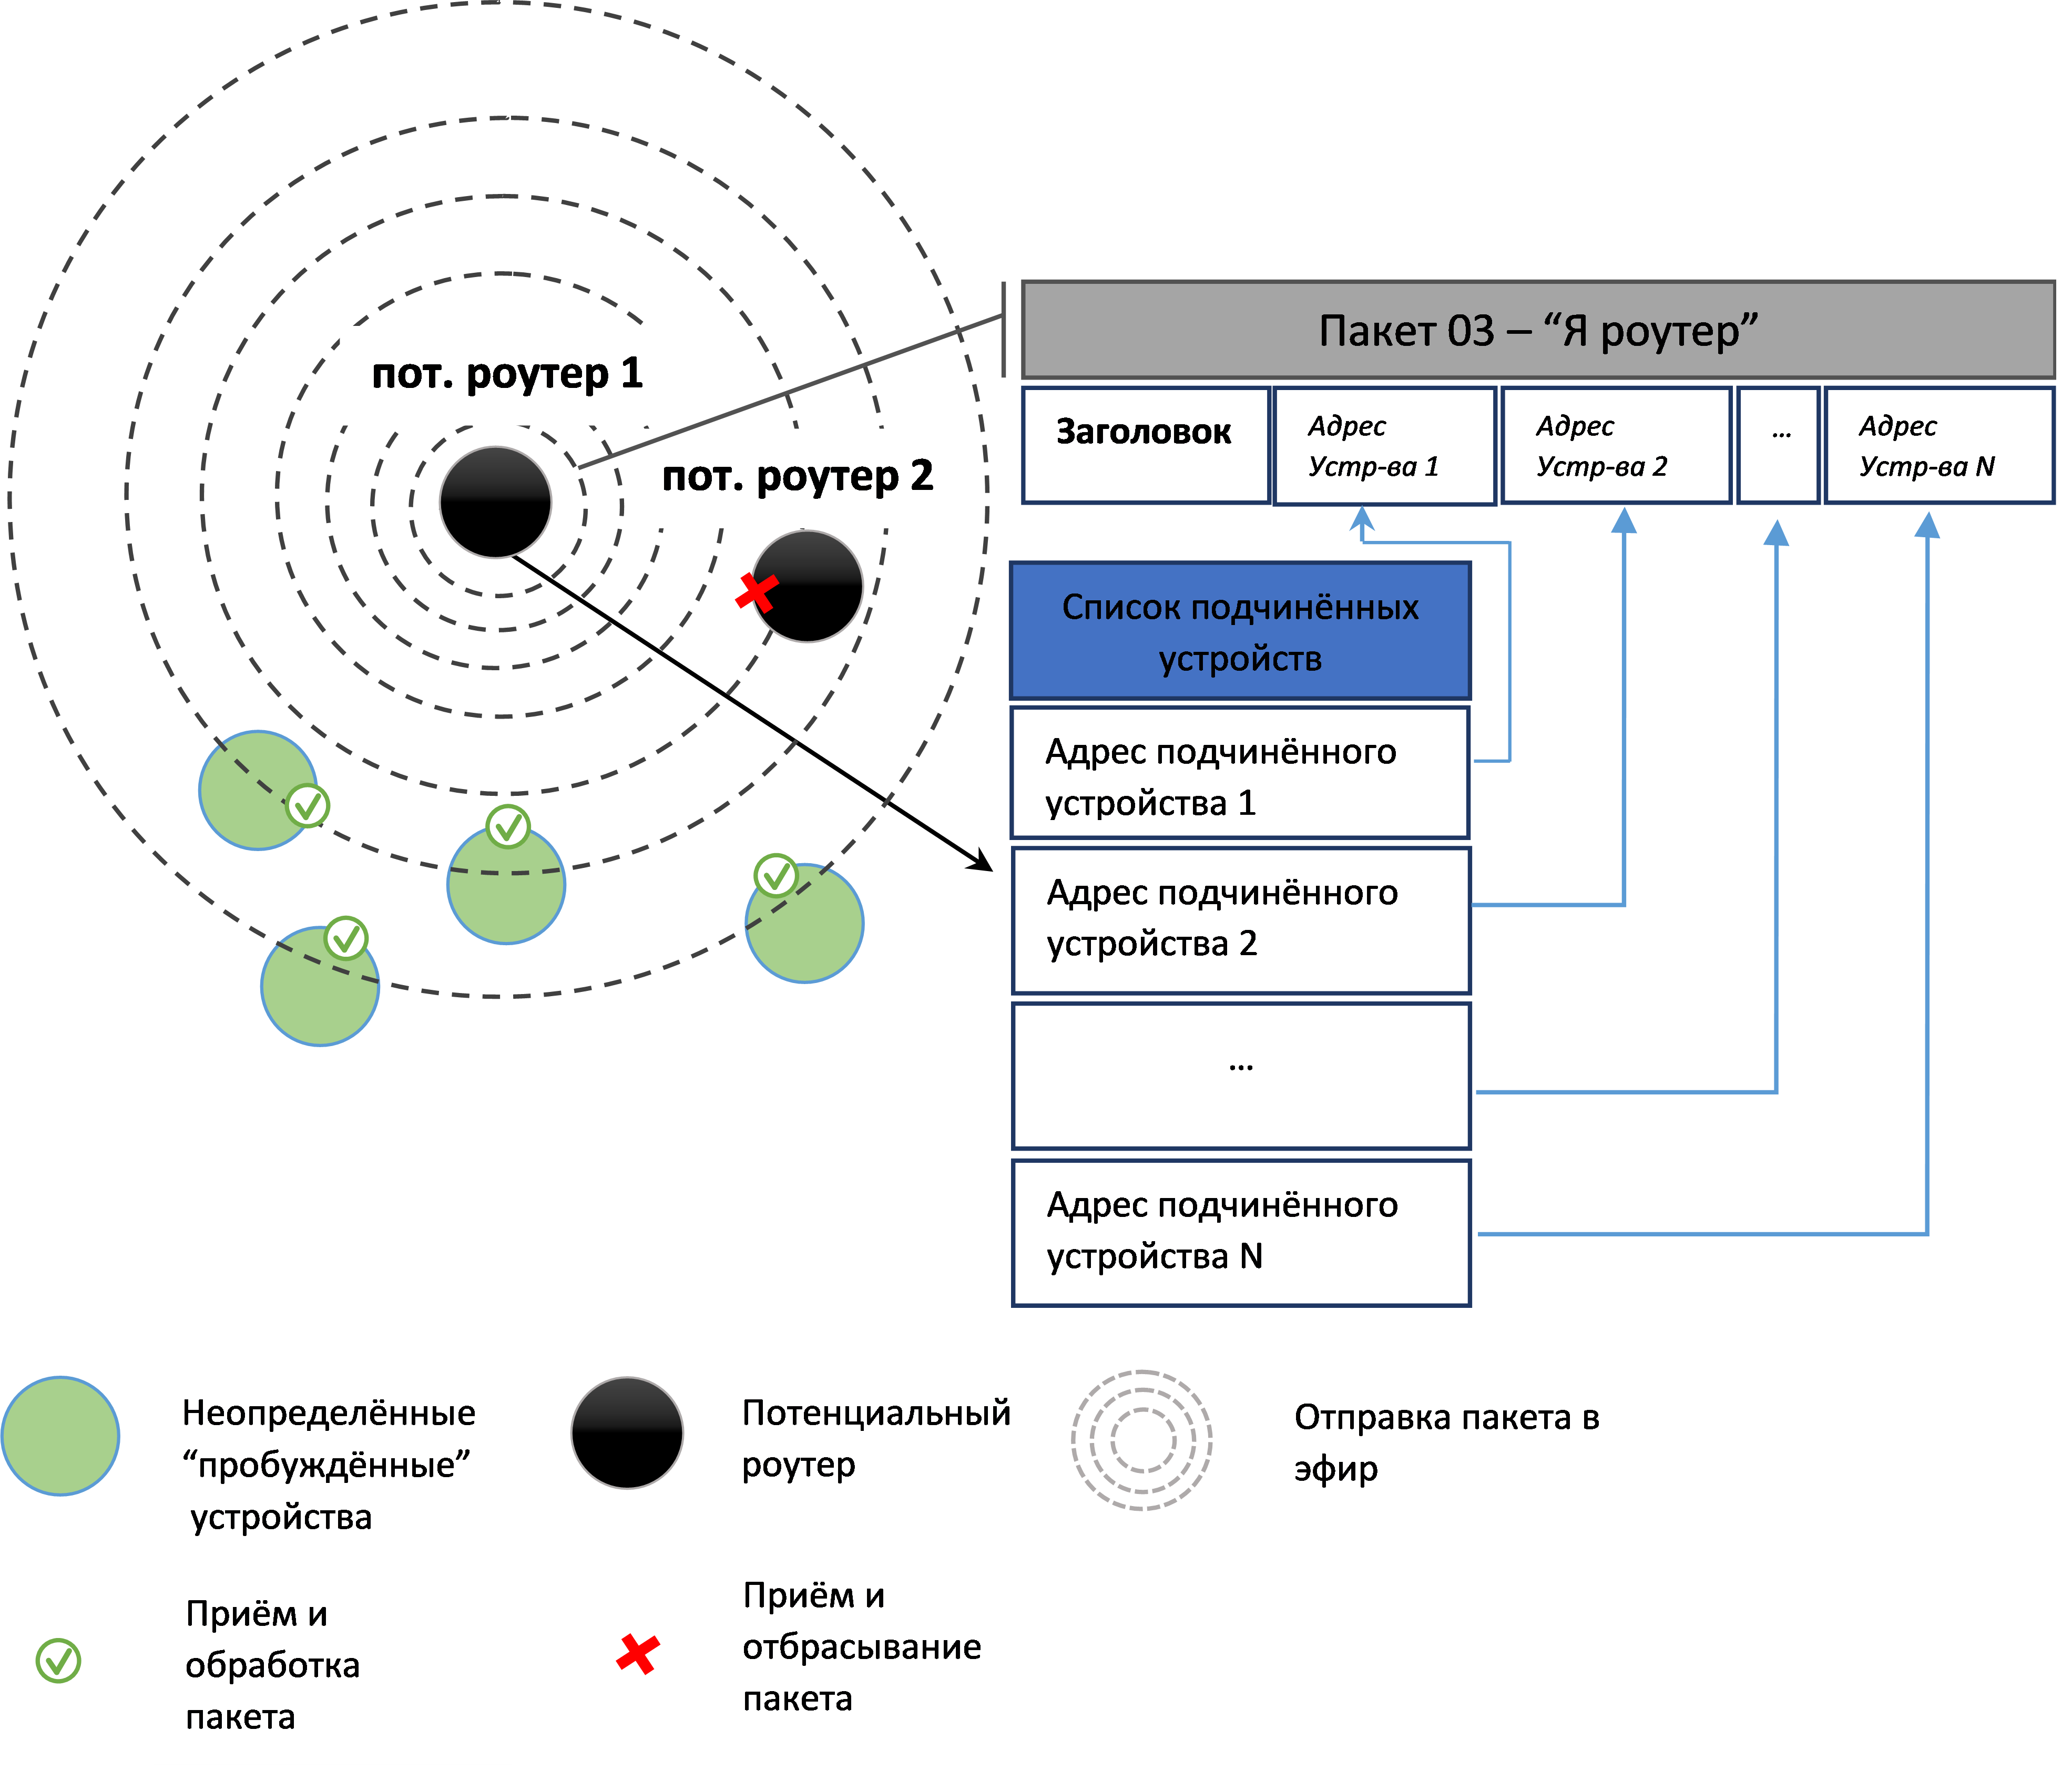 пот. роутер 1
пот. роутер 2
Пакет 03 – “Я роутер”
Заголовок
Адрес
Устр-ва 1
Адрес
Устр-ва 2
...
Адрес
Устр-ва N
Список подчинённых
устройств
Адрес подчинённого
устройства 1
Адрес подчинённого
устройства 2
...
Адрес подчинённого
устройства N
Неопределённые
“пробуждённые”
устройства
Потенциальный
роутер
Отправка пакета в
эфир
Приём и
обработка
пакета
Приём и
отбрасывание
пакета